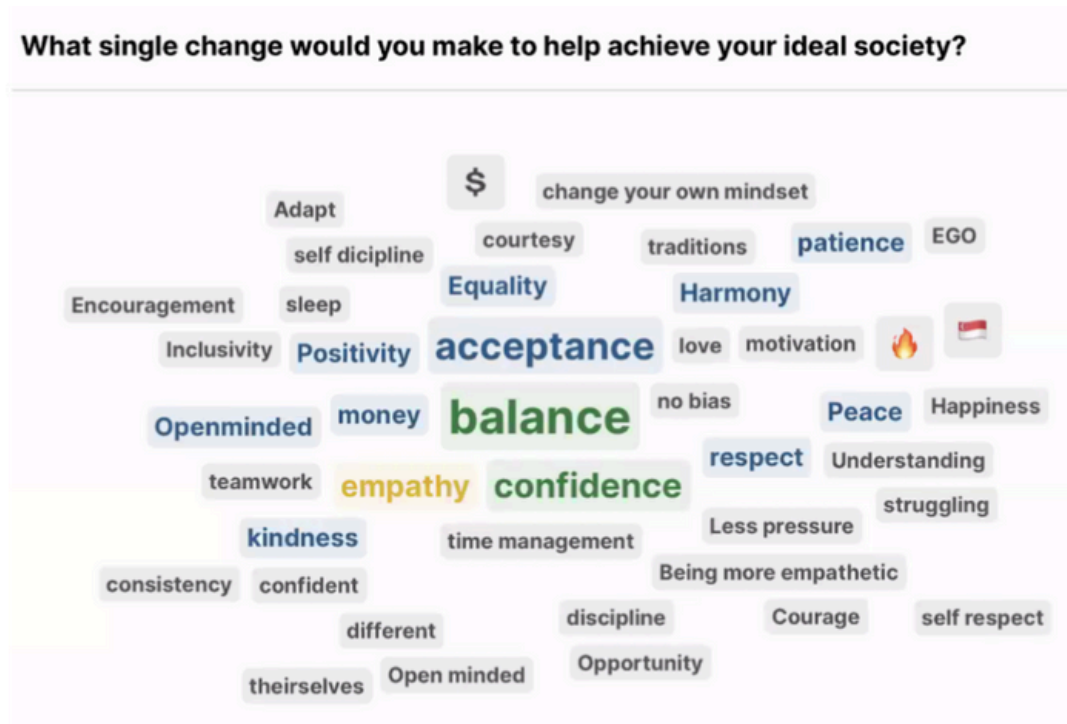 What single change would you make to help achieve your ideal society?
$
change your own mindset
Adapt
courtesy
traditions
patience
EGO
self dicipline
Equality
Harmony
Encouragement
sleep
Inclusivity
Positivity
acceptance
love
motivation
Openminded
money
balance
no bias
Peace
Happiness
respect
Understanding
teamwork
empathy
confidence
struggling
kindness
time management
Less pressure
consistency
confident
Being more empathetic
different
discipline
Courage
self respect
theirselves
Open minded
Opportunity